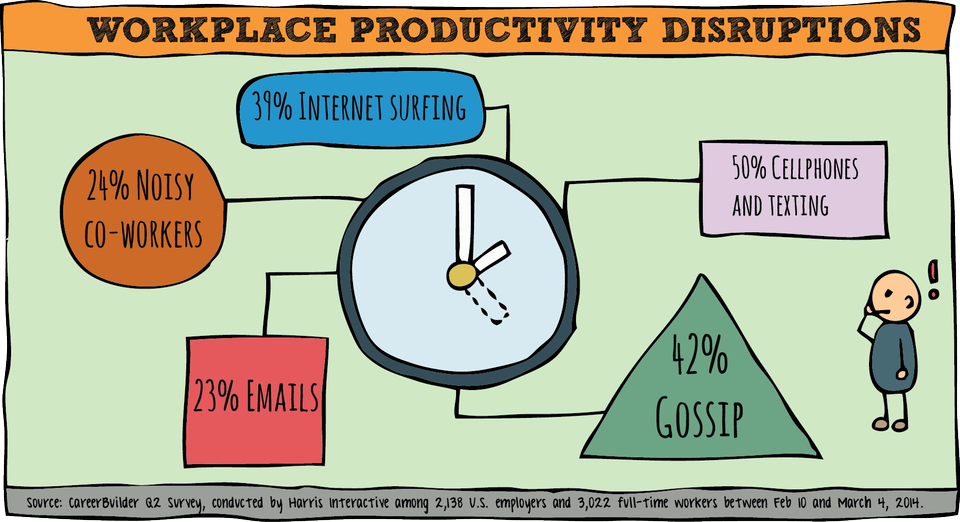 WORKPLACE PRODUCTIVITY DISRUPTIONS
39% INTERNET SURFING
24% NOISY
CO-WORKERS
50% CELLPHONES
AND TEXTING
!
23% EMAILS
42%
GOSSIP
Source: CareerBuilder Q2 Survey, conducted by Harris Interactive among 2,138 U.S. employers and 3,022 full-time workers between Feb 10 and March 4, 2014.